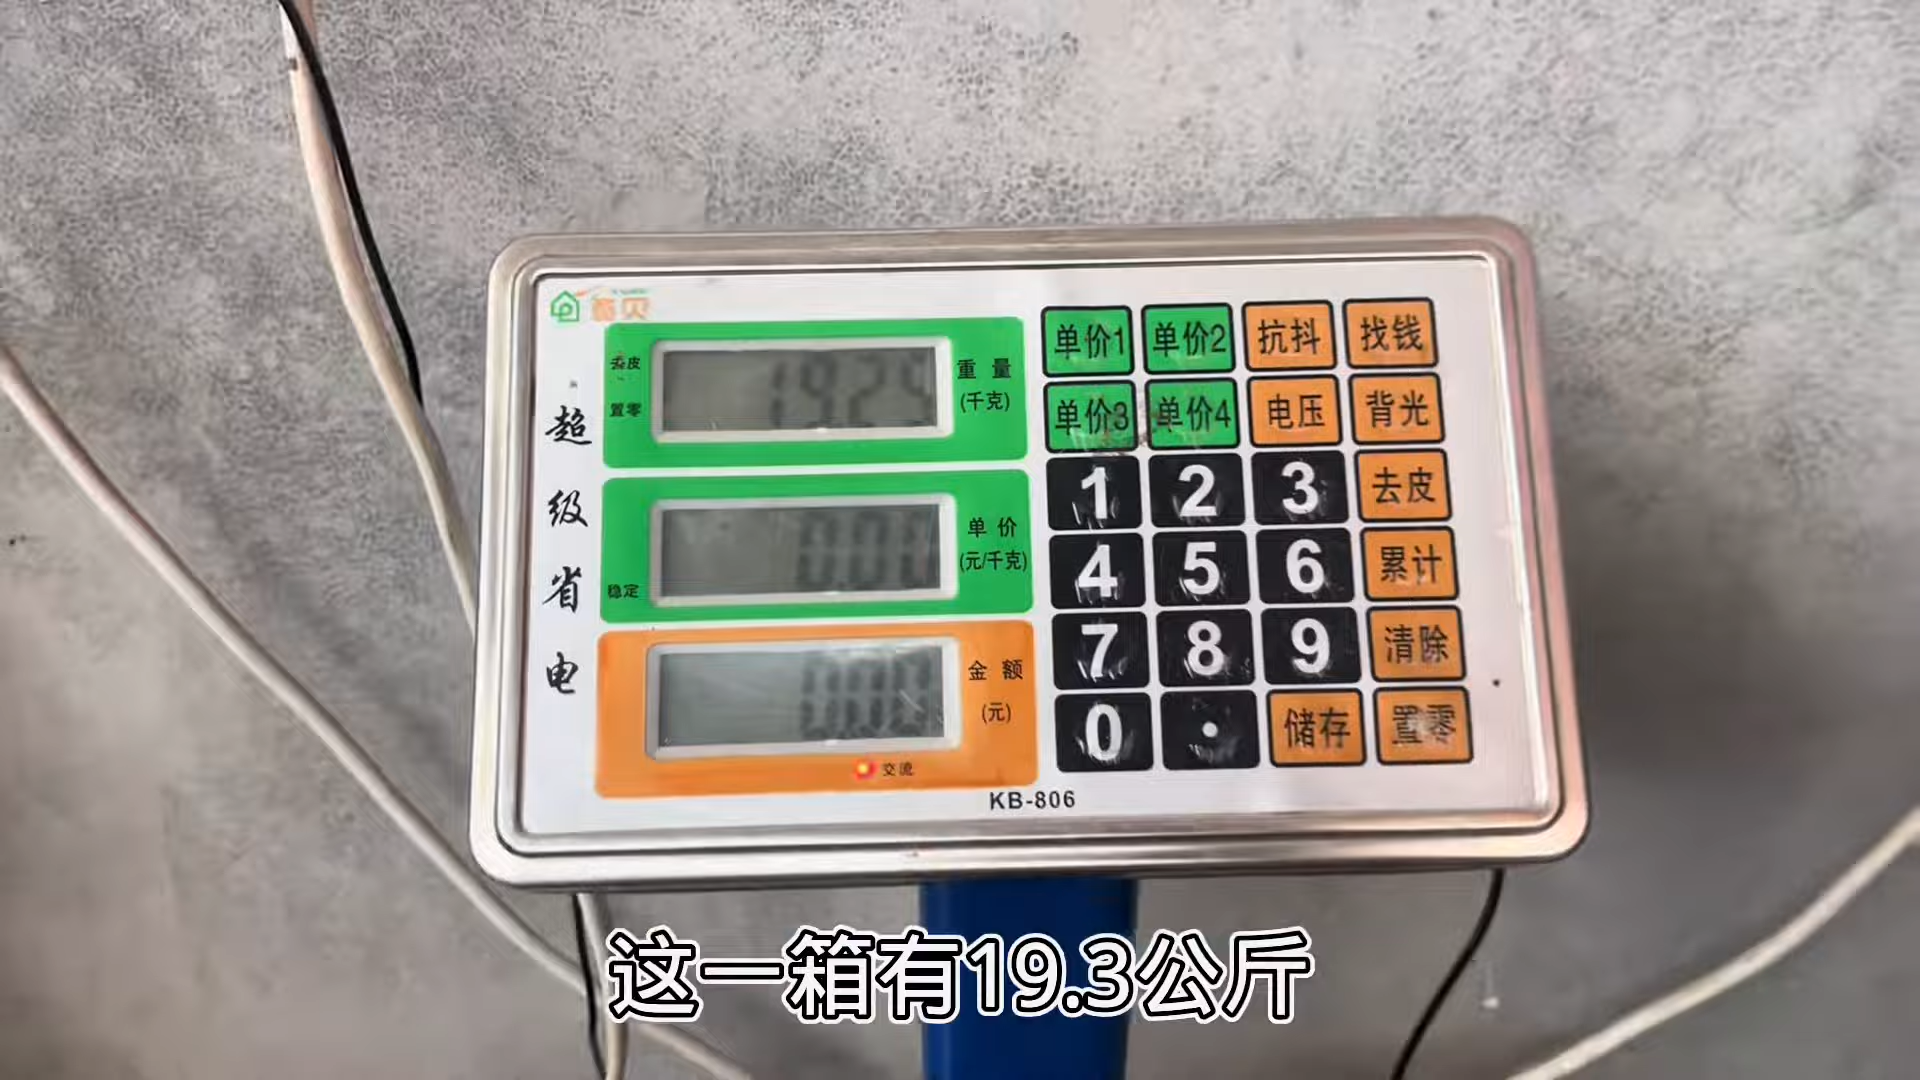 去皮
19.25
重量
(千克)
置零
超级省电
0.00
单价
(元/千克)
稳定
0.00
金额
(元)
交流
KB-806
单价1 单价2 抗抖 找钱
单价3 单价4 电压 背光
1 2 3 去皮
4 5 6 累计
7 8 9 清除
0 . 储存 置零
这一箱有19.3公斤